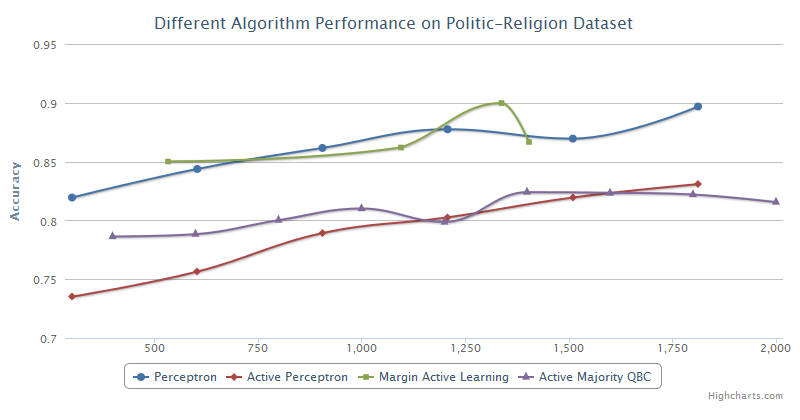 Different Algorithm Performance on Politic-Religion Dataset
0.95
0.9
0.85
0.8
0.75
0.7
Accuracy
500 750 1,000 1,250 1,500 1,750 2,000
Perceptron Active Perceptron Margin Active Learning Active Majority QBC
Highcharts.com